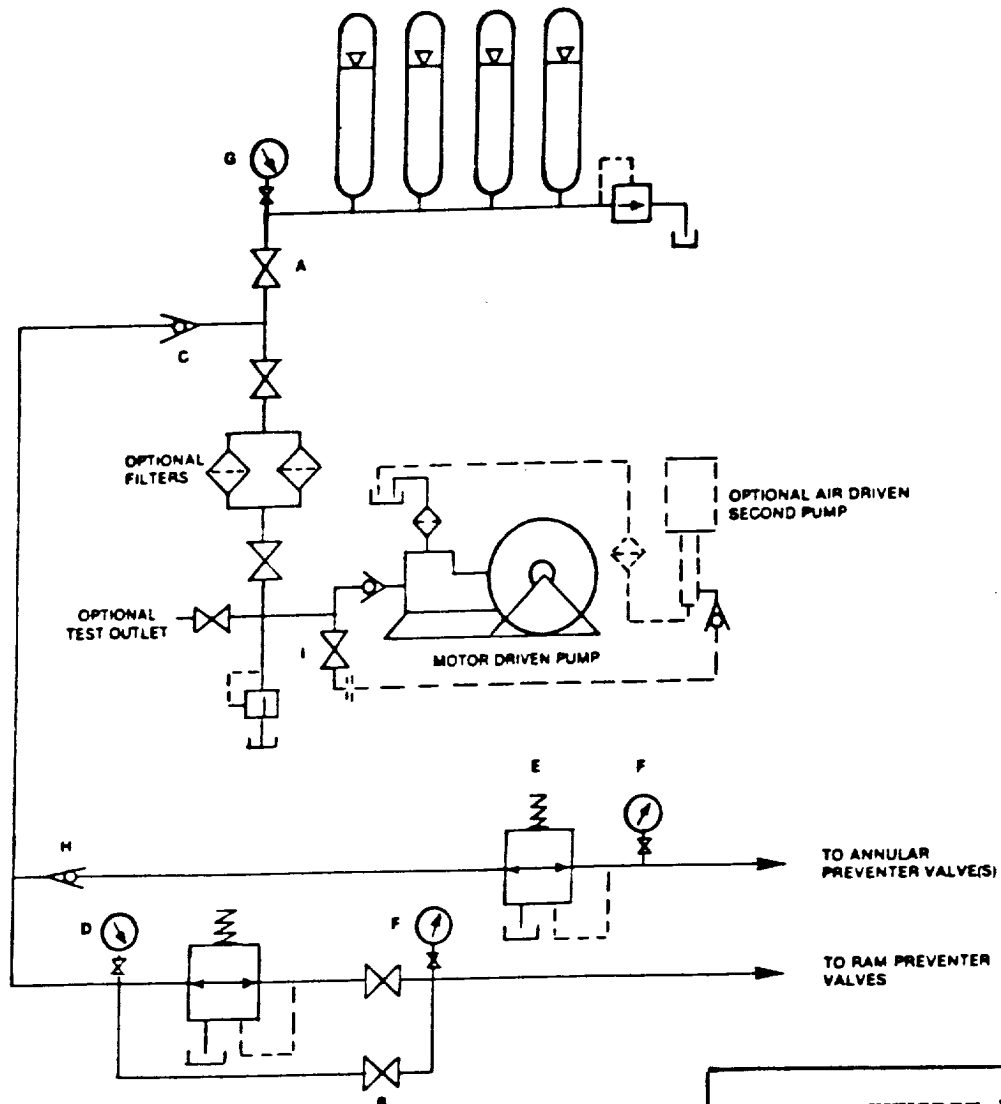 G
A
C
OPTIONAL
FILTERS
OPTIONAL AIR DRIVEN
SECOND PUMP
OPTIONAL
TEST OUTLET
I
MOTOR DRIVEN PUMP
E
F
H
TO ANNULAR
PREVENTER VALVE(S)
D
F
TO RAM PREVENTER
VALVES